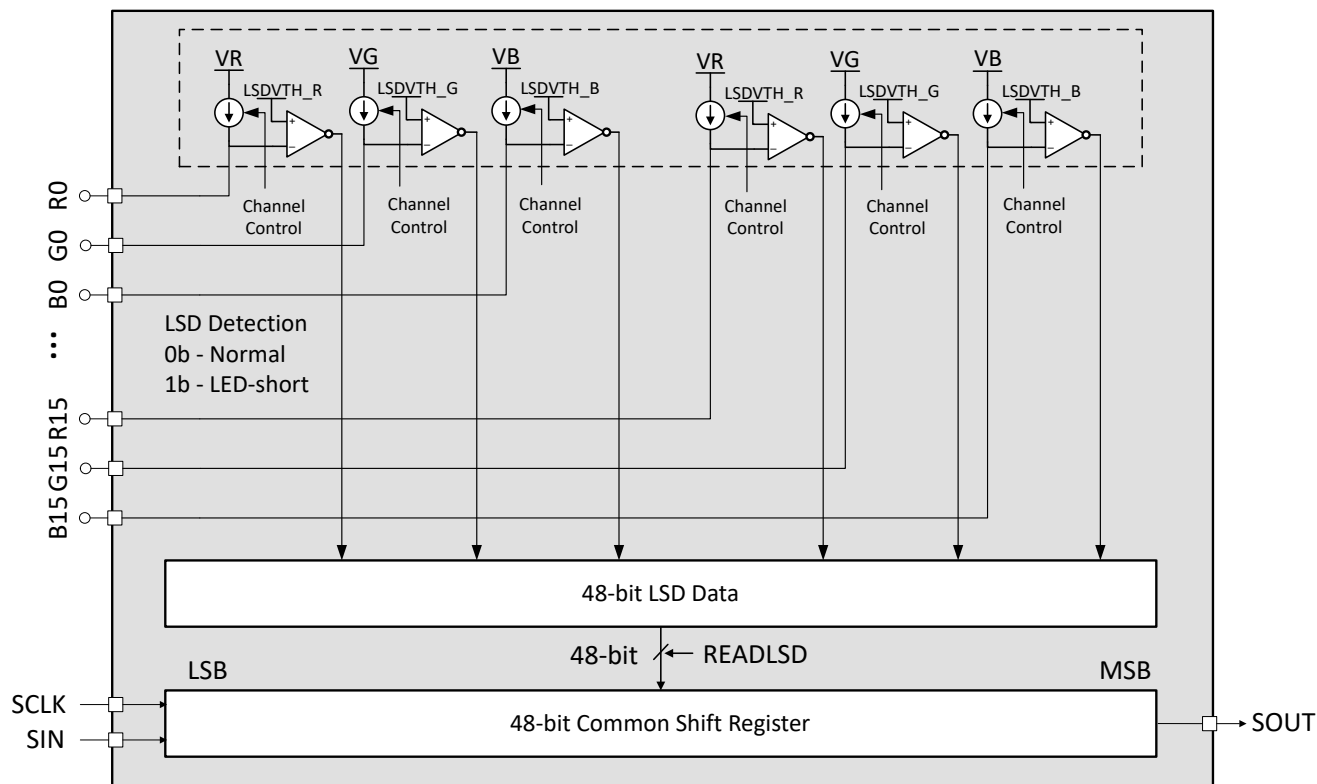 VR
VG
VB
VR
VG
VB
LSDVTH_R
LSDVTH_G
LSDVTH_B
LSDVTH_R
LSDVTH_G
LSDVTH_B
+
−
+
−
+
−
+
−
+
−
+
−
Channel
Control
Channel
Control
Channel
Control
Channel
Control
Channel
Control
Channel
Control
R0
G0
B0
...
R15
G15
B15
LSD Detection
0b - Normal
1b - LED-short
48-bit LSD Data
48-bit
READLSD
LSB
MSB
SCLK
SIN
48-bit Common Shift Register
SOUT